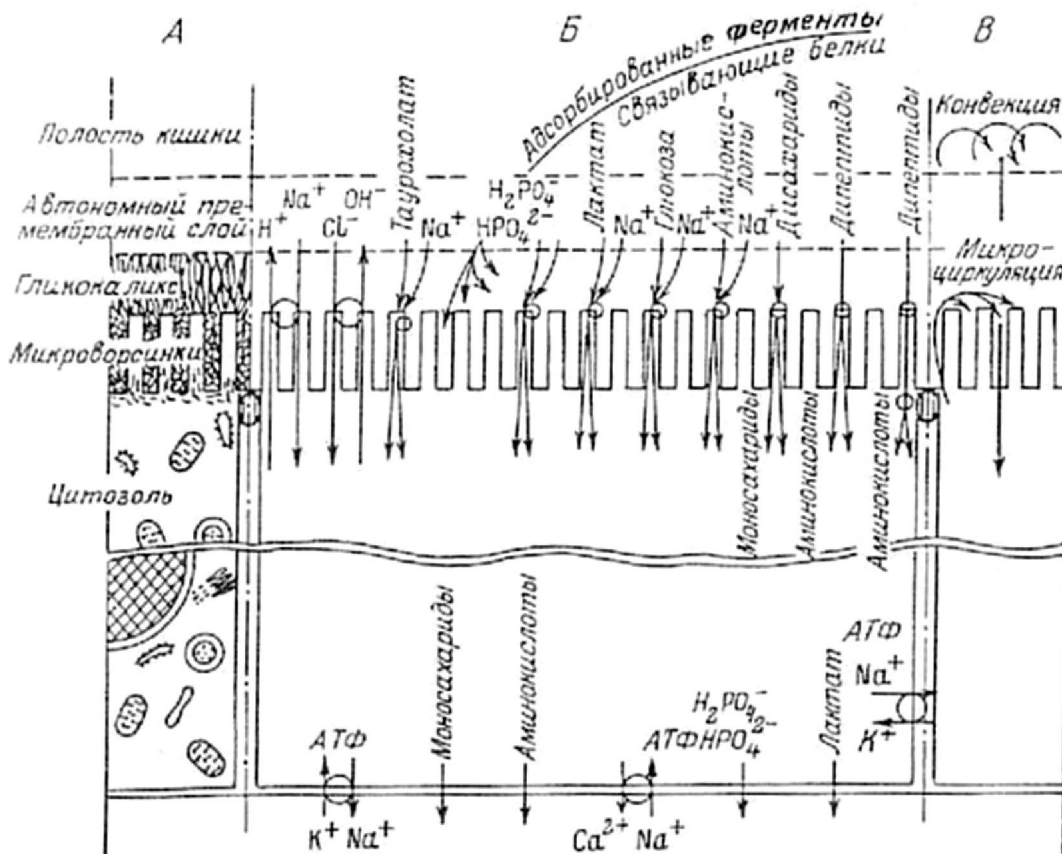 А
Б
В
Адсорбированные ферменты
Связывающие белки
Полость кишки
Автономный пре-
мембранный слой
Гликокаликс
Микроворсинки
Цитозоль
H⁺
Na⁺
Cl⁻
OH⁻
Таурохолат
Na⁺
H₂PO₄⁻
HPO₄²⁻
Лактат
Na⁺
Глюкоза
Na⁺
Аминокис-
лоты
Na⁺
Дисахариды
Дипептиды
Дипептиды
Конвекция
Микро-
циркуляция
Моносахариды
Аминокислоты
Аминокислоты
АТФ
K⁺ Na⁺
Моносахариды
Аминокислоты
АТФ
Ca²⁺ Na⁺
H₂PO₄⁻
HPO₄²⁻
Лактат
АТФ
Na⁺
K⁺